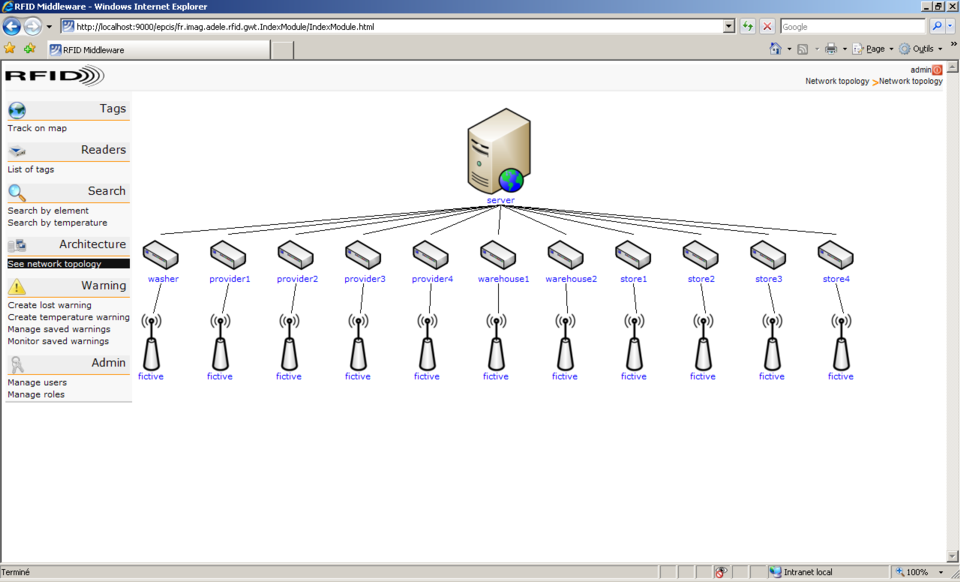 RFID Middleware - Windows Internet Explorer
http://localhost:9000/epcis/fr.imag.adele.rfid.gwt.IndexModule/IndexModule.html
Google
RFID Middleware
Page
Outils
RFID
admin
Network topology > Network topology
Tags
Track on map
Readers
List of tags
Search
Search by element
Search by temperature
Architecture
See network topology
Warning
Create lost warning
Create temperature warning
Manage saved warnings
Monitor saved warnings
Admin
Manage users
Manage roles
server
washer provider1 provider2 provider3 provider4 warehouse1 warehouse2 store1 store2 store3 store4
fictive fictive fictive fictive fictive fictive fictive fictive fictive fictive fictive
Terminé
Intranet local
100%